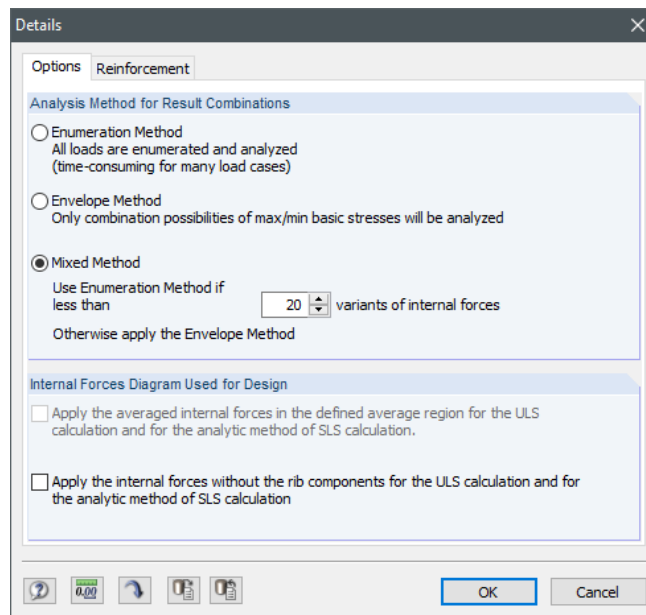 Details
Options
Reinforcement
Analysis Method for Result Combinations
Enumeration Method
All loads are enumerated and analyzed
(time-consuming for many load cases)
Envelope Method
Only combination possibilities of max/min basic stresses will be analyzed
Mixed Method
Use Enumeration Method if
less than 20 variants of internal forces
Otherwise apply the Envelope Method
Internal Forces Diagram Used for Design
Apply the averaged internal forces in the defined average region for the ULS
calculation and for the analytic method of SLS calculation.
Apply the internal forces without the rib components for the ULS calculation and for
the analytic method of SLS calculation
0.00
OK
Cancel